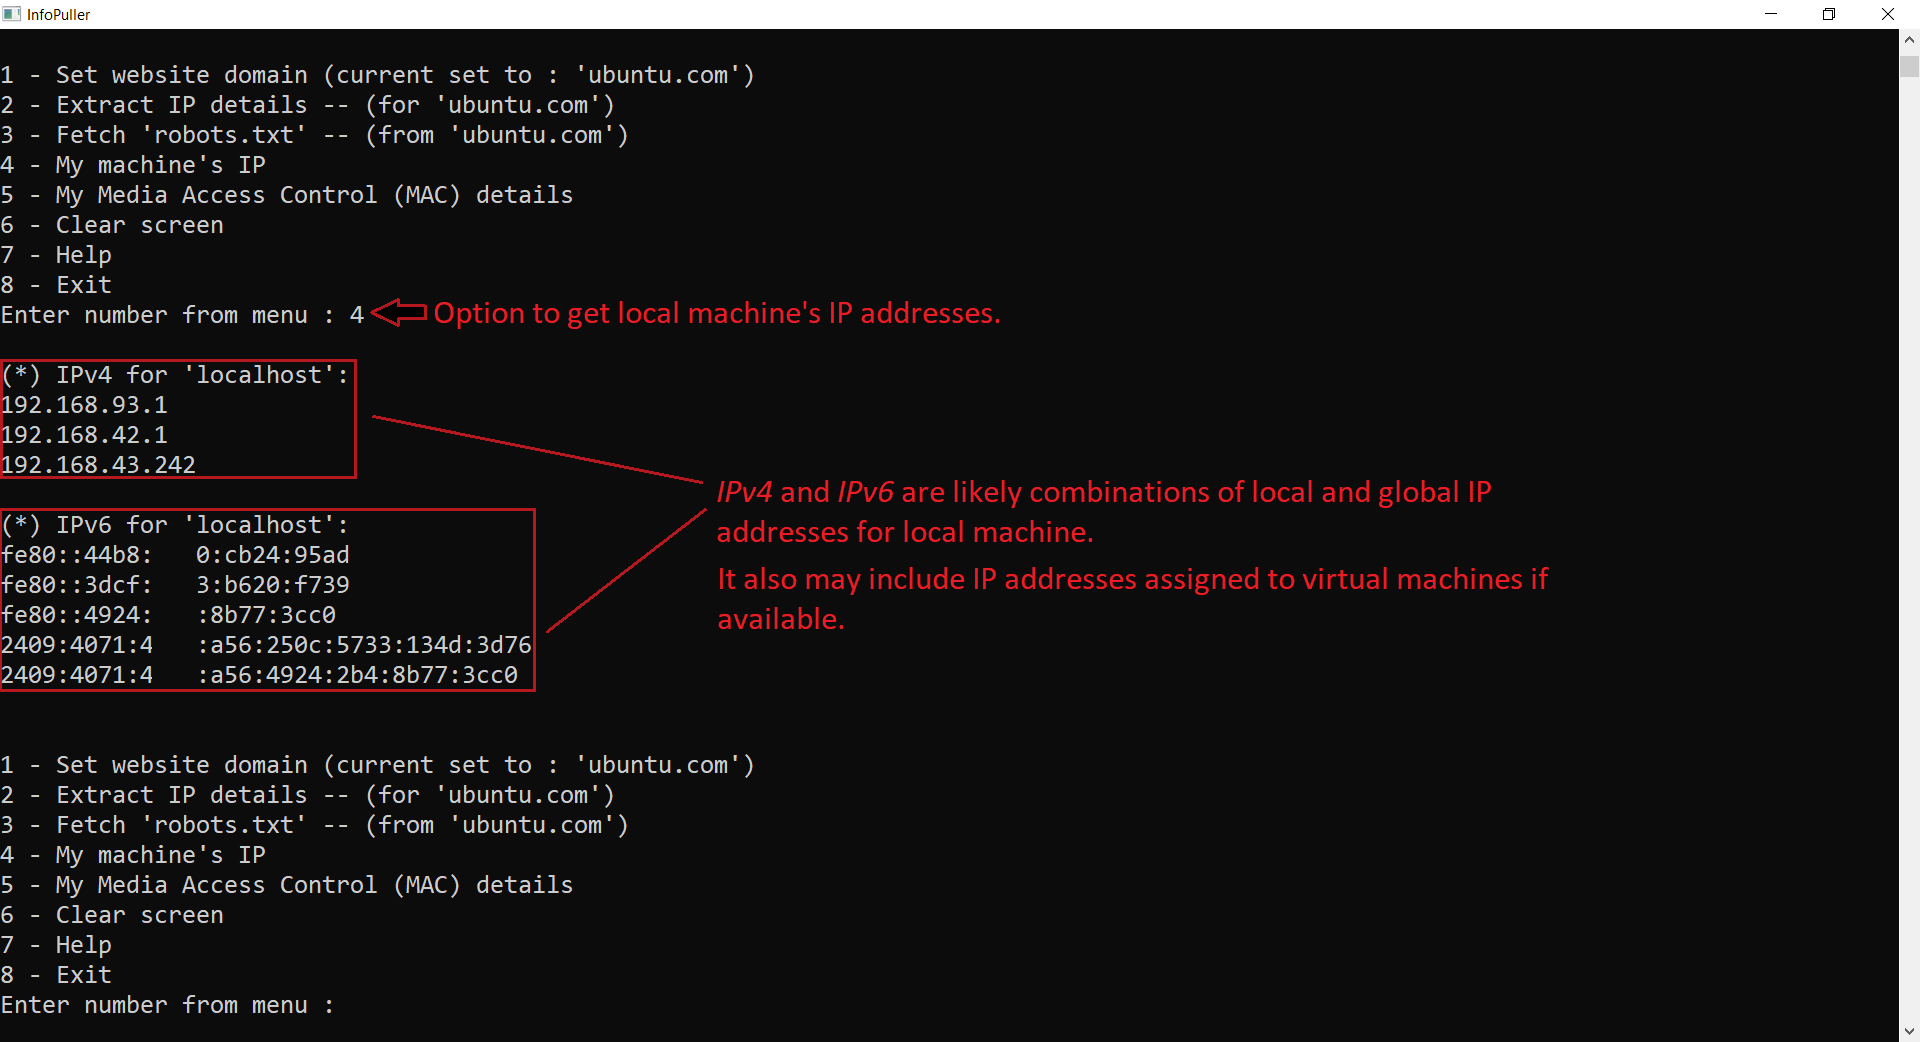 InfoPuller
1 - Set website domain (current set to : 'ubuntu.com')
2 - Extract IP details -- (for 'ubuntu.com')
3 - Fetch 'robots.txt' -- (from 'ubuntu.com')
4 - My machine's IP
5 - My Media Access Control (MAC) details
6 - Clear screen
7 - Help
8 - Exit
Enter number from menu : 4
Option to get local machine's IP addresses.
(*) IPv4 for 'localhost':
192.168.93.1
192.168.42.1
192.168.43.242
(*) IPv6 for 'localhost':
fe80::44b8:   0:cb24:95ad
fe80::3dcf:   3:b620:f739
fe80::4924:   :8b77:3cc0
2409:4071:4   :a56:250c:5733:134d:3d76
2409:4071:4   :a56:4924:2b4:8b77:3cc0
IPv4 and IPv6 are likely combinations of local and global IP
addresses for local machine.
It also may include IP addresses assigned to virtual machines if
available.
1 - Set website domain (current set to : 'ubuntu.com')
2 - Extract IP details -- (for 'ubuntu.com')
3 - Fetch 'robots.txt' -- (from 'ubuntu.com')
4 - My machine's IP
5 - My Media Access Control (MAC) details
6 - Clear screen
7 - Help
8 - Exit
Enter number from menu :